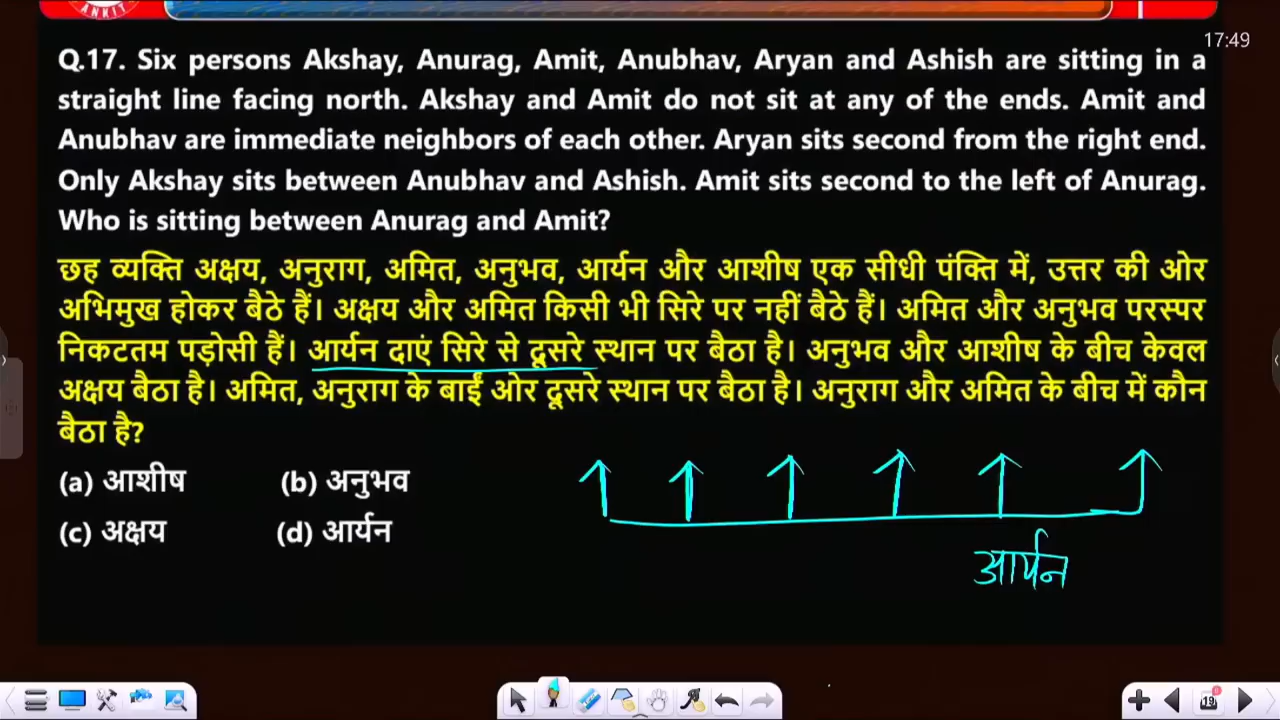 ANKIT
17:49
Q.17. Six persons Akshay, Anurag, Amit, Anubhav, Aryan and Ashish are sitting in a
straight line facing north. Akshay and Amit do not sit at any of the ends. Amit and
Anubhav are immediate neighbors of each other. Aryan sits second from the right end.
Only Akshay sits between Anubhav and Ashish. Amit sits second to the left of Anurag.
Who is sitting between Anurag and Amit?
छह व्यक्ति अक्षय, अनुराग, अमित, अनुभव, आर्यन और आशीष एक सीधी पंक्ति में, उत्तर की ओर
अभिमुख होकर बैठे हैं। अक्षय और अमित किसी भी सिरे पर नहीं बैठे हैं। अमित और अनुभव परस्पर
निकटतम पड़ोसी हैं। आर्यन दाएं सिरे से दूसरे स्थान पर बैठा है। अनुभव और आशीष के बीच केवल
अक्षय बैठा है। अमित, अनुराग के बाईं ओर दूसरे स्थान पर बैठा है। अनुराग और अमित के बीच में कौन
बैठा है?
(a) आशीष (b) अनुभव
(c) अक्षय (d) आर्यन
आर्यन
19